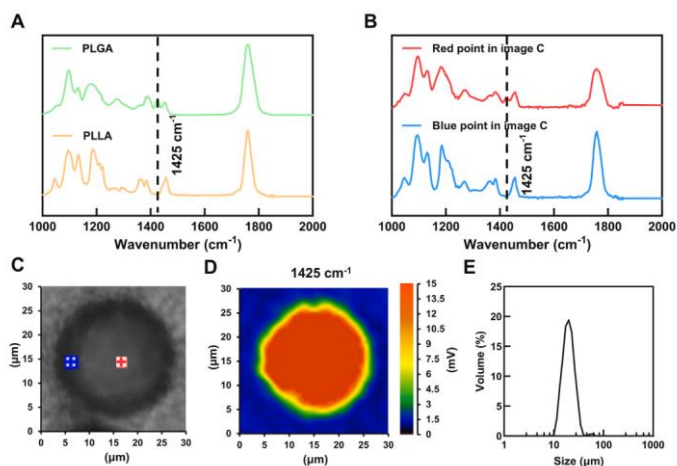 A
PLGA
PLLA
1425 cm⁻¹
1000 1200 1400 1600 1800 2000
Wavenumber (cm⁻¹)
B
Red point in image C
Blue point in image C
1425 cm⁻¹
1000 1200 1400 1600 1800 2000
Wavenumber (cm⁻¹)
C
30
25
20
15
10
5
0
(μm)
0 5 10 15 20 25 30
(μm)
D
1425 cm⁻¹
30
25
20
15
10
5
0
(μm)
0 5 10 15 20 25 30
(μm)
15
13.5
12
10.5
9
7.5
6
4.5
3
1.5
0
(mV)
E
25
20
15
10
5
0
Volume (%)
1 10 100 1000
Size (μm)